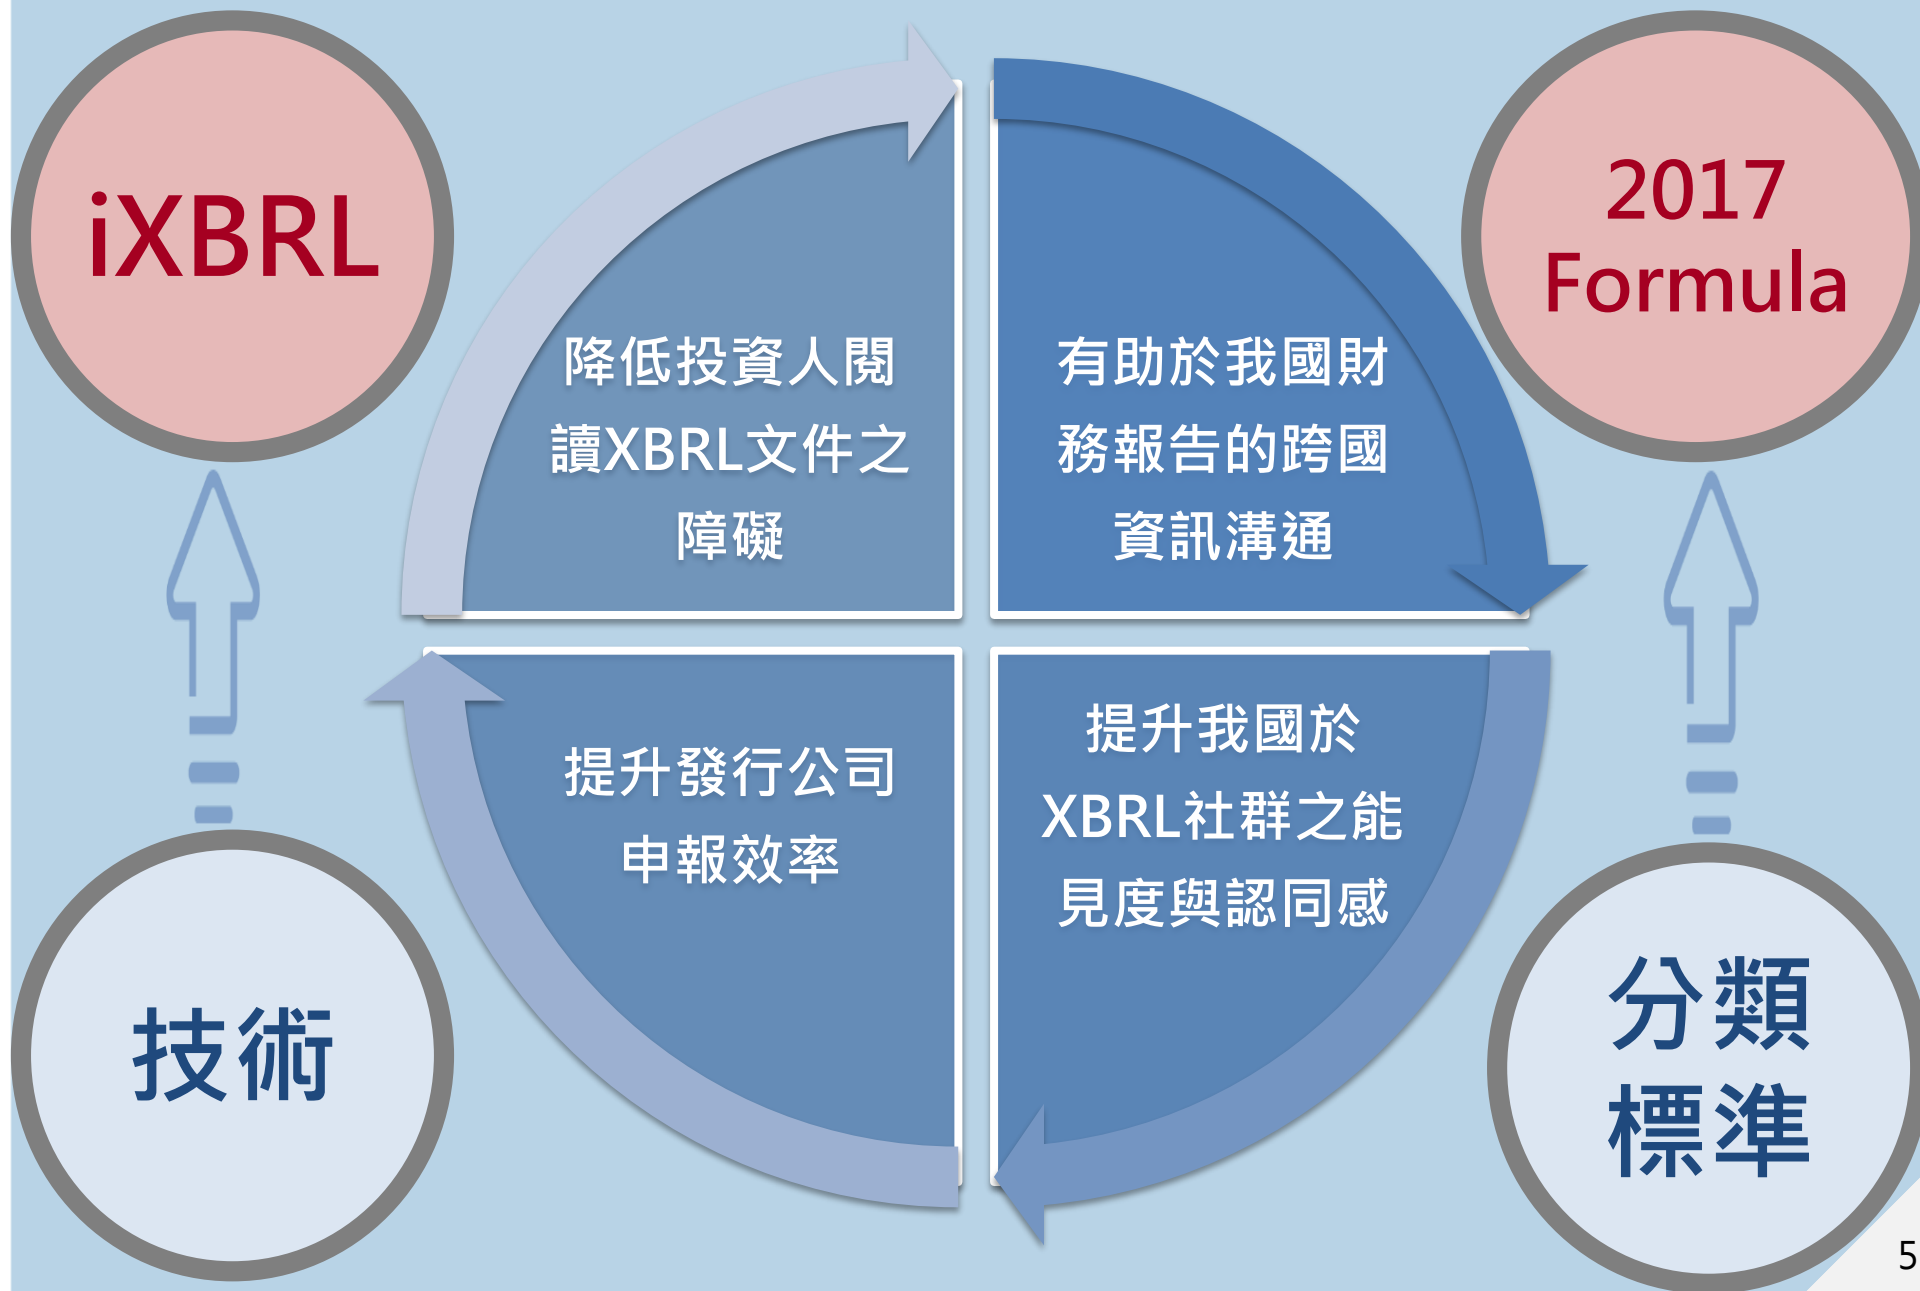 iXBRL
2017
Formula
降低投資人閱
讀XBRL文件之
障礙
有助於我國財
務報告的跨國
資訊溝通
提升發行公司
申報效率
提升我國於
XBRL社群之能
見度與認同感
技術
分類
標準
5